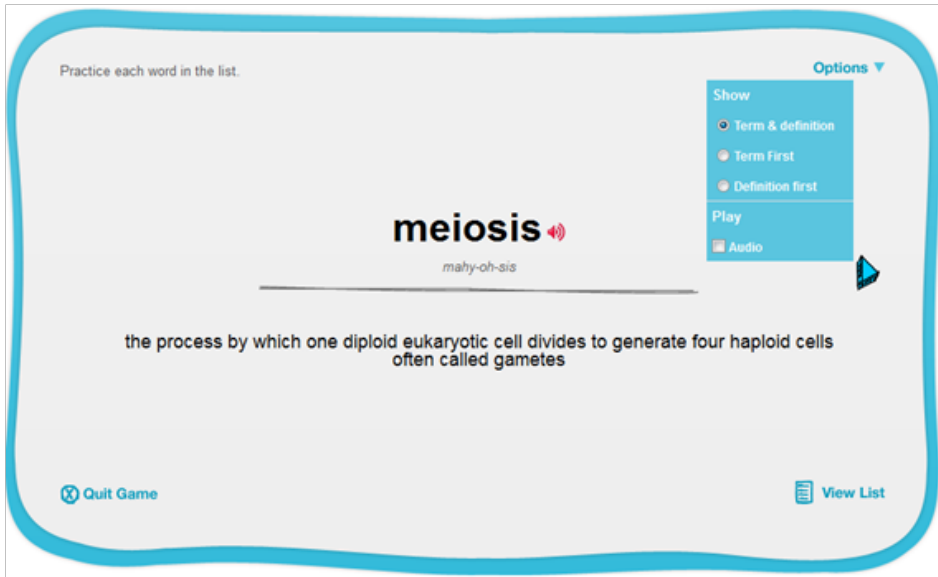 Practice each word in the list.
Options
Show
Term & definition
Term First
Definition first
Play
Audio
meiosis
mahy-oh-sis
the process by which one diploid eukaryotic cell divides to generate four haploid cells
often called gametes
Quit Game
View List